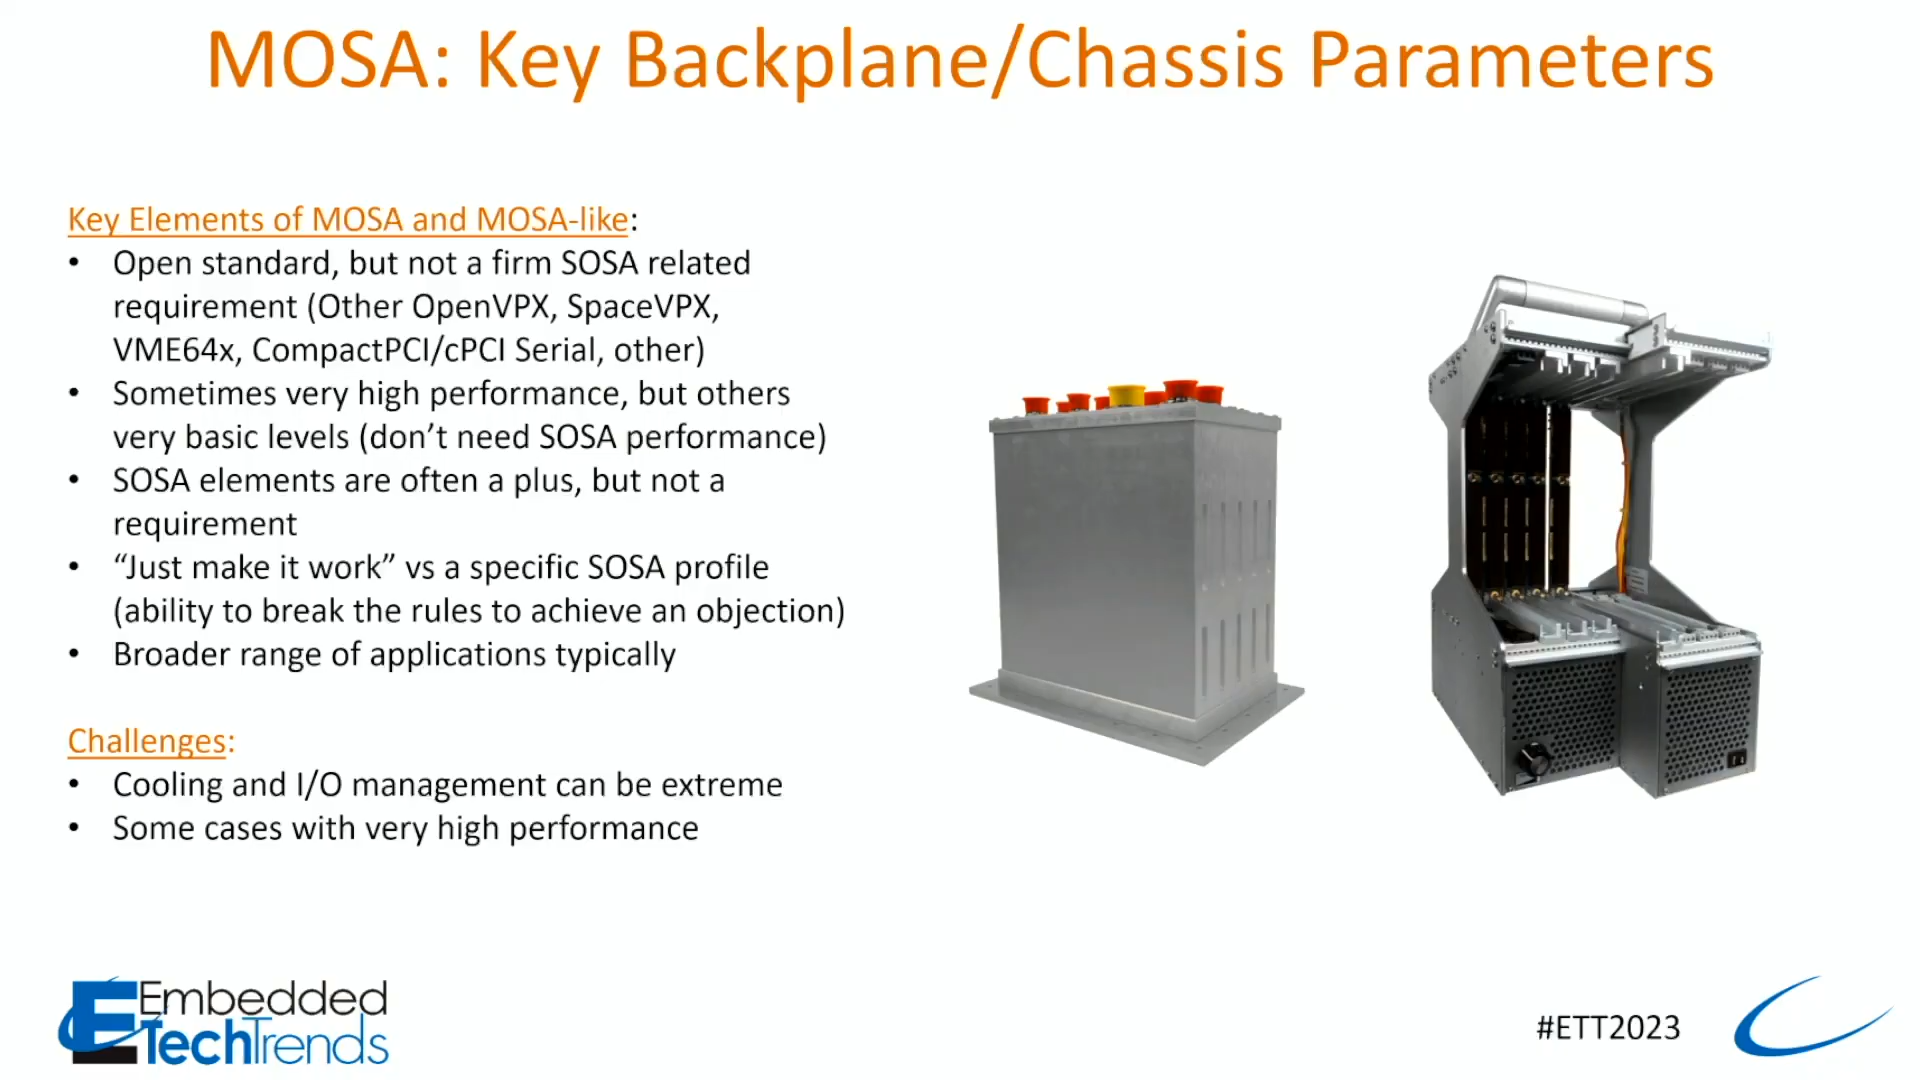 MOSA: Key Backplane/Chassis Parameters
Key Elements of MOSA and MOSA-like:
• Open standard, but not a firm SOSA related
requirement (Other OpenVPX, SpaceVPX,
VME64x, CompactPCI/cPCI Serial, other)
• Sometimes very high performance, but others
very basic levels (don’t need SOSA performance)
• SOSA elements are often a plus, but not a
requirement
• “Just make it work” vs a specific SOSA profile
(ability to break the rules to achieve an objection)
• Broader range of applications typically
Challenges:
• Cooling and I/O management can be extreme
• Some cases with very high performance
Embedded
TechTrends
#ETT2023